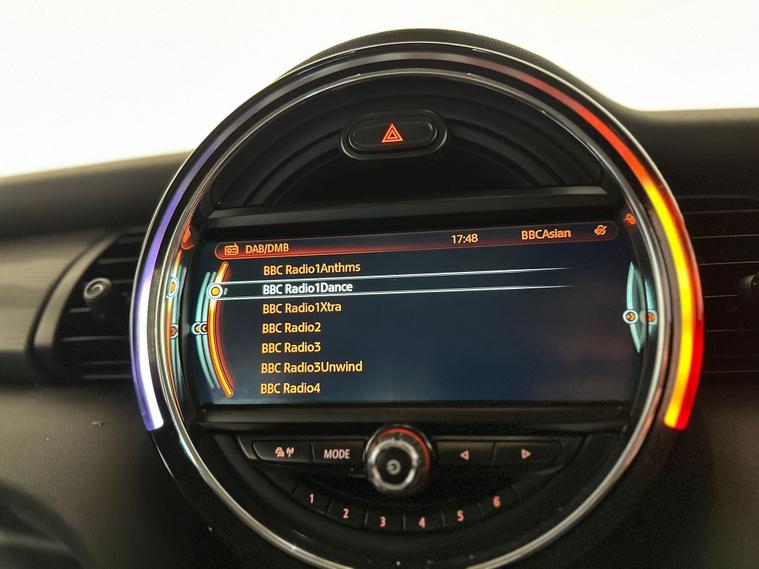 DAB/DMB 17:48 BBCAsian
BBC Radio1Anthms
BBC Radio1Dance
BBC Radio1Xtra
BBC Radio2
BBC Radio3
BBC Radio3Unwind
BBC Radio4
MODE
1 2 3 4 5 6